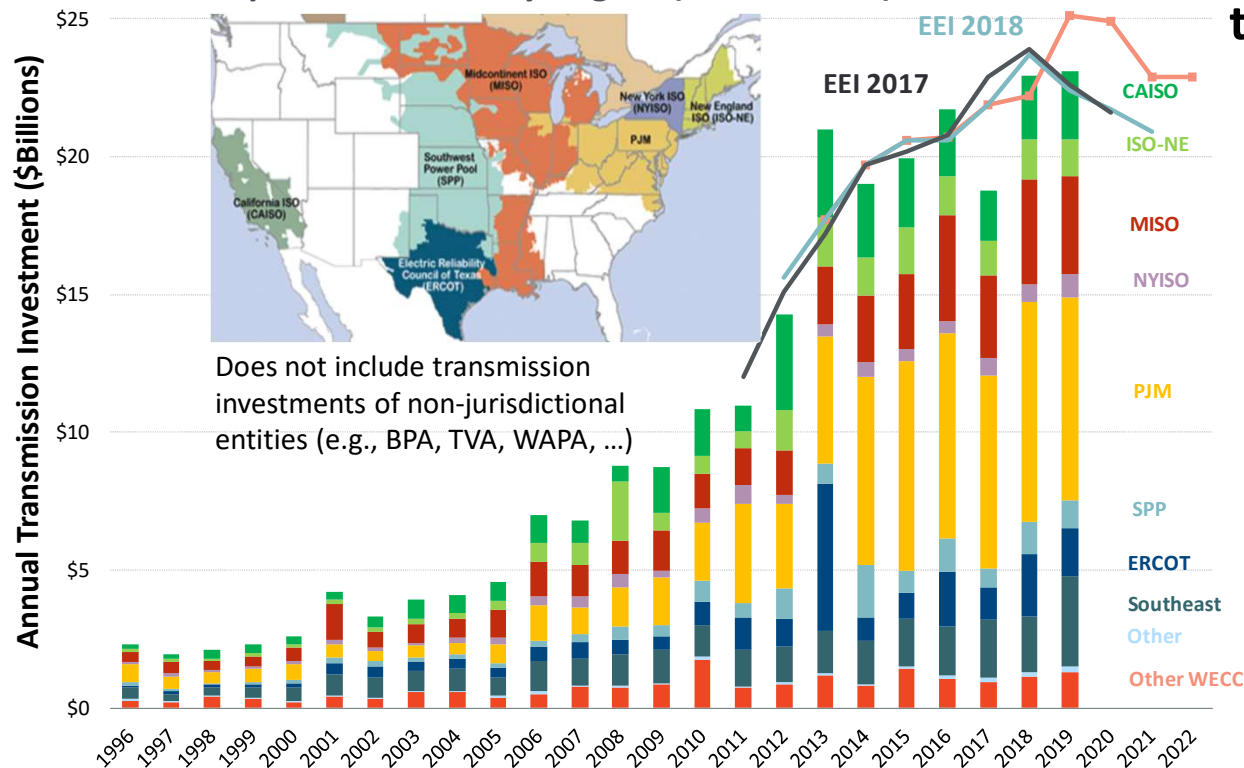 t
$25
$20
$15
$10
$5
$0
Annual Transmission Investment ($Billions)
Midcontinent ISO
(MISO)
New York ISO
(NYISO)
New England
ISO (ISO-NE)
PJM
Southwest
Power Pool
(SPP)
California ISO
(CAISO)
Electric Reliability
Council of Texas
(ERCOT)
Does not include transmission
investments of non-jurisdictional
entities (e.g., BPA, TVA, WAPA, …)
EEI 2018
EEI 2017
CAISO
ISO-NE
MISO
NYISO
PJM
SPP
ERCOT
Southeast
Other
Other WECC
1996
1997
1998
1999
2000
2001
2002
2003
2004
2005
2006
2007
2008
2009
2010
2011
2012
2013
2014
2015
2016
2017
2018
2019
2020
2021
2022